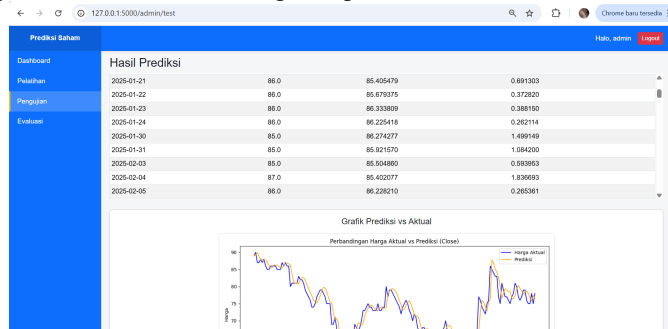 127.0.0.1:5000/admin/test
Chrome baru tersedia
Prediksi Saham
Halo, admin Logout
Dashboard
Pelatihan
Pengujian
Evaluasi
Hasil Prediksi
2025-01-21 86.0 85.405479 0.691303
2025-01-22 86.0 85.679375 0.372820
2025-01-23 86.0 86.333809 0.388150
2025-01-24 86.0 86.225418 0.262114
2025-01-30 85.0 86.274277 1.499149
2025-01-31 85.0 85.921570 1.084200
2025-02-03 85.0 85.504860 0.593953
2025-02-04 87.0 85.402077 1.836693
2025-02-05 86.0 86.228210 0.265361
Grafik Prediksi vs Aktual
Perbandingan Harga Aktual vs Prediksi (Close)
Harga Aktual
Prediksi
90
85
80
75
70
Harga